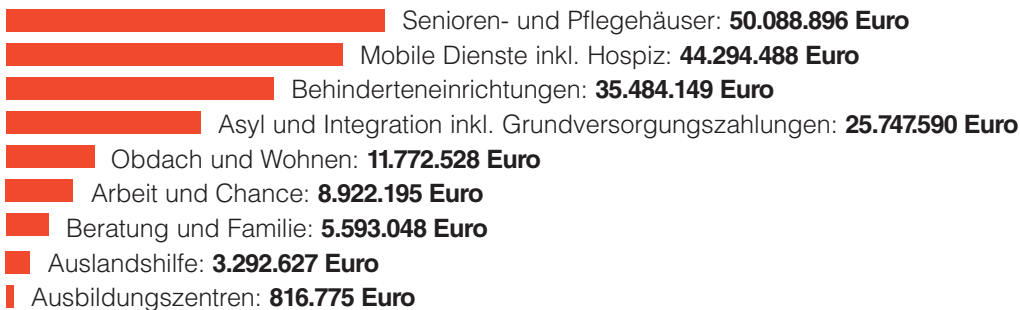 Senioren- und Pflegehäuser: 50.088.896 Euro
Mobile Dienste inkl. Hospiz: 44.294.488 Euro
Behinderteneinrichtungen: 35.484.149 Euro
Asyl und Integration inkl. Grundversorgungszahlungen: 25.747.590 Euro
Obdach und Wohnen: 11.772.528 Euro
Arbeit und Chance: 8.922.195 Euro
Beratung und Familie: 5.593.048 Euro
Auslandshilfe: 3.292.627 Euro
Ausbildungszentren: 816.775 Euro